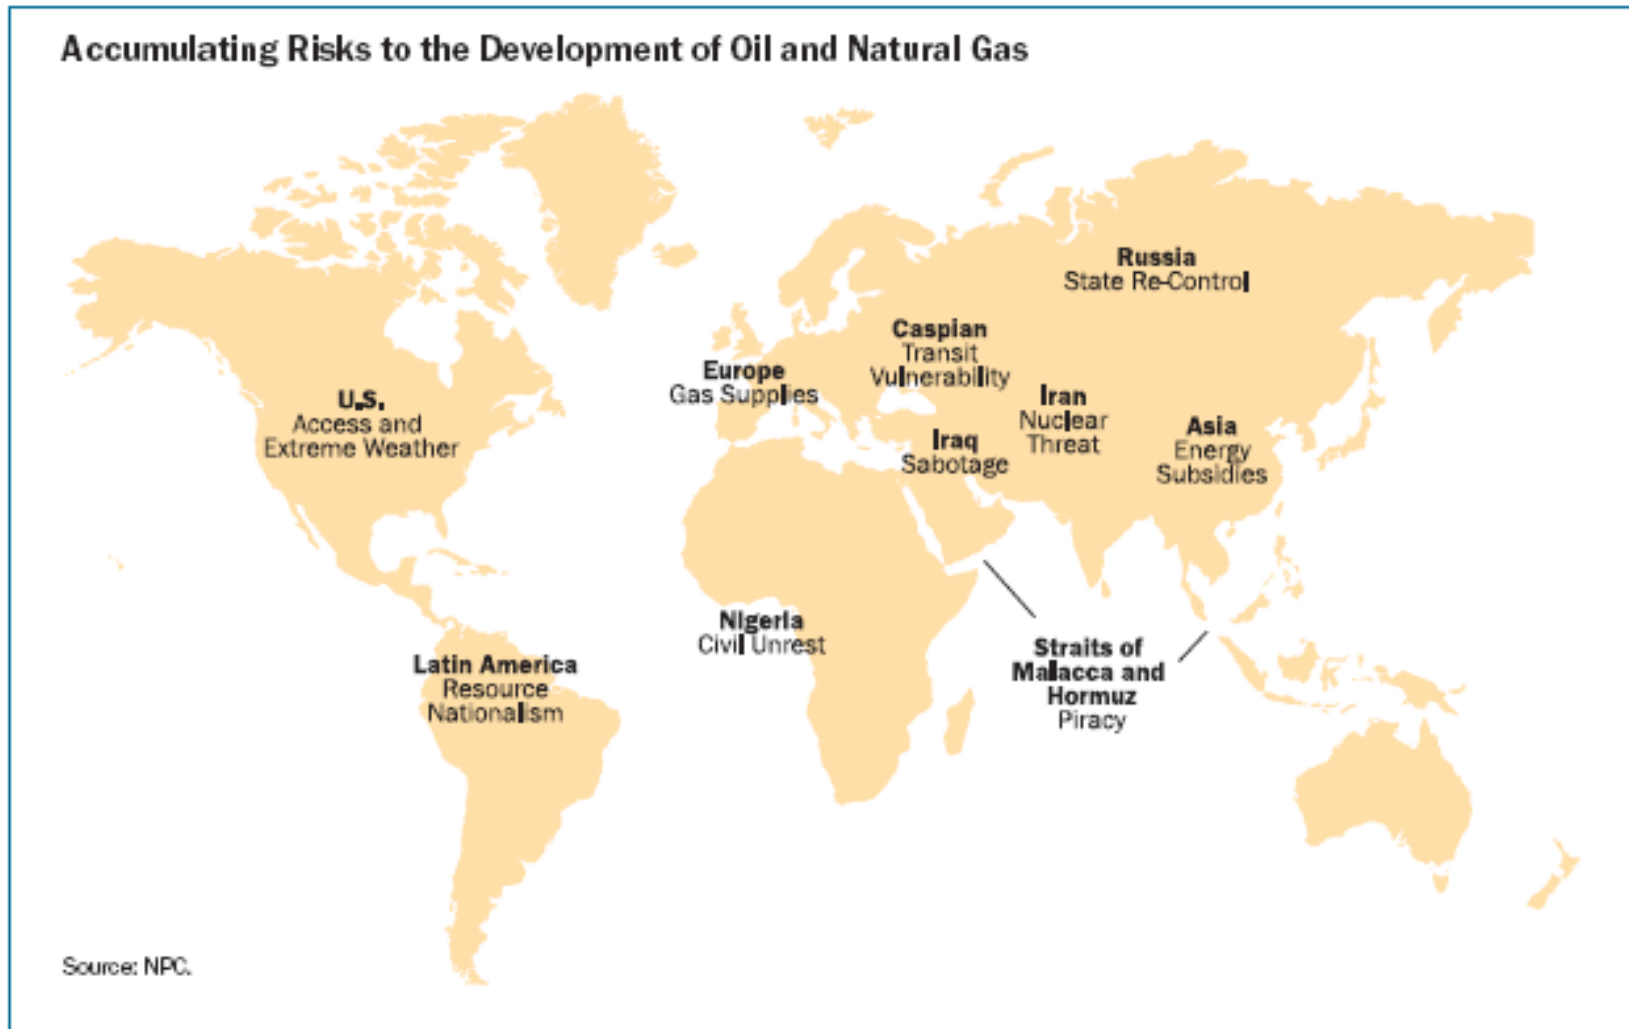 Accumulating Risks to the Development of Oil and Natural Gas
Russia
State Re-Control
Caspian
Transit
Vulnerability
Europe
Gas Supplies
U.S.
Access and
Extreme Weather
Iran
Nuclear
Threat
Iraq
Sabotage
Asia
Energy
Subsidies
Nigeria
Civil Unrest
Latin America
Resource
Nationalism
Straits of
Malacca and
Hormuz
Piracy
Source: NPC.